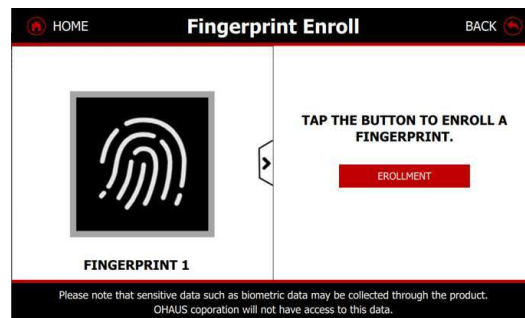 HOME
Fingerprint Enroll
BACK
TAP THE BUTTON TO ENROLL A
FINGERPRINT.
EROLLMENT
FINGERPRINT 1
Please note that sensitive data such as biometric data may be collected through the product.
OHAUS coporation will not have access to this data.